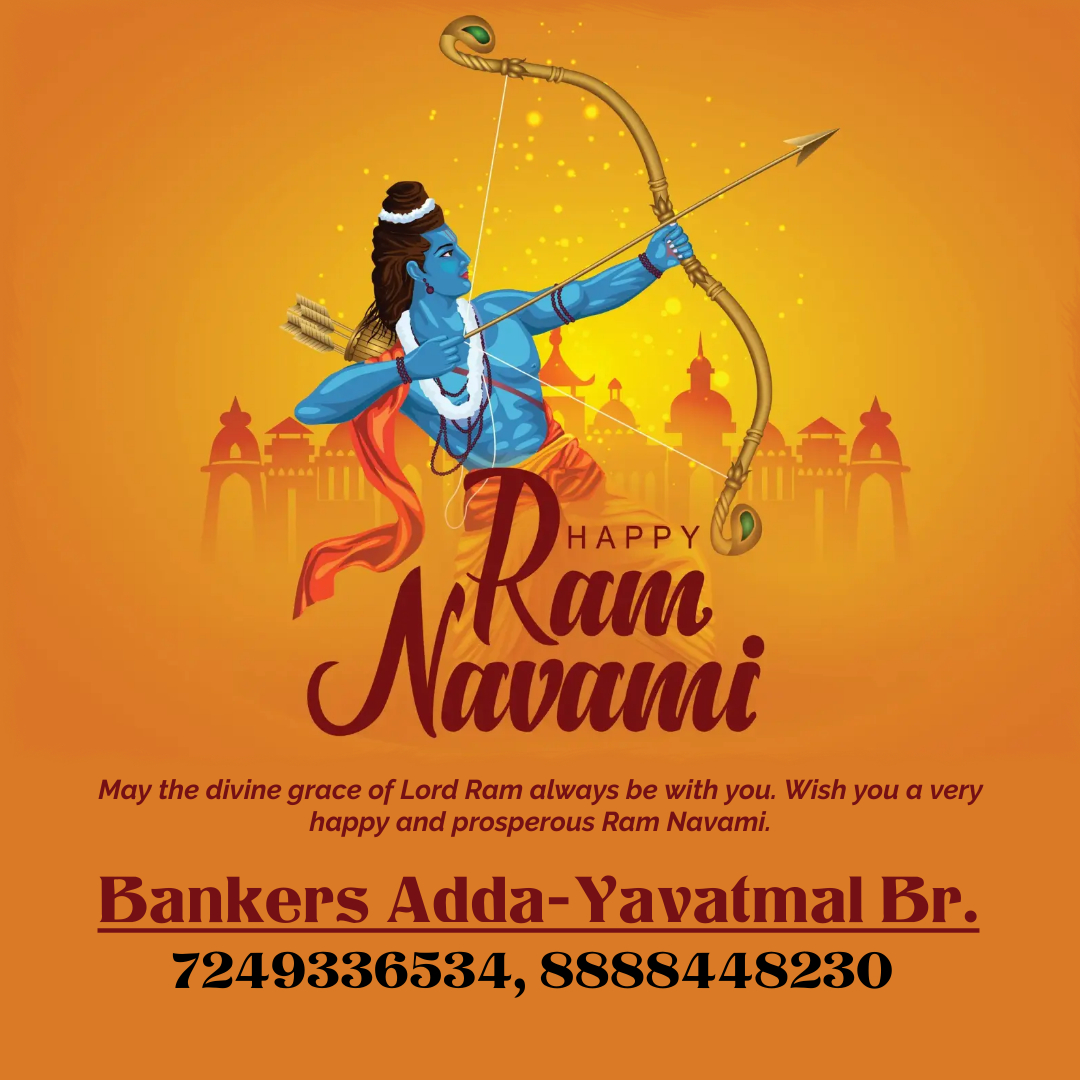 HAPPY
Ram
Navami
May the divine grace of Lord Ram always be with you. Wish you a very
happy and prosperous Ram Navami.
Bankers Adda-Yavatmal Br.
7249336534, 8888448230